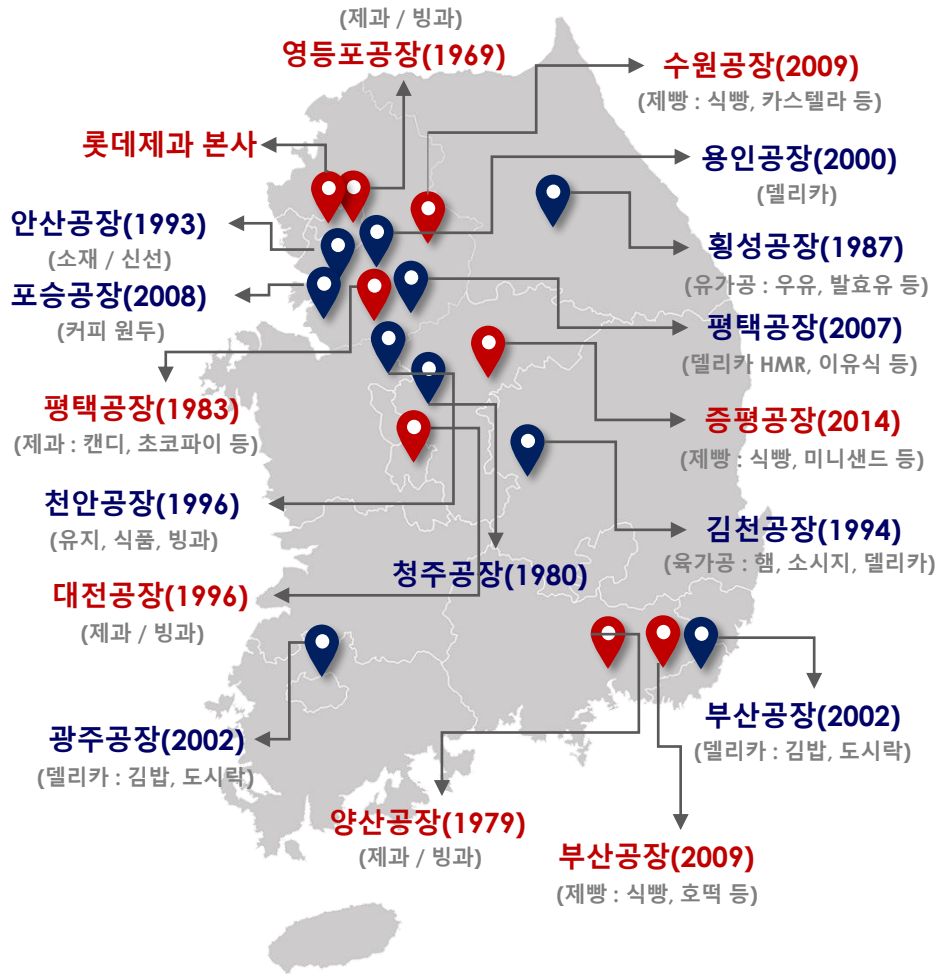 (제과 / 빙과)
영등포공장(1969)
수원공장(2009)
(제빵 : 식빵, 카스텔라 등)
롯데제과 본사
용인공장(2000)
(델리카)
안산공장(1993)
(소재 / 신선)
횡성공장(1987)
(유가공 : 우유, 발효유 등)
포승공장(2008)
(커피 원두)
평택공장(2007)
(델리카 HMR, 이유식 등)
평택공장(1983)
(제과 : 캔디, 초코파이 등)
증평공장(2014)
(제빵 : 식빵, 미니샌드 등)
천안공장(1996)
(유지, 식품, 빙과)
김천공장(1994)
(육가공 : 햄, 소시지, 델리카)
청주공장(1980)
대전공장(1996)
(제과 / 빙과)
부산공장(2002)
(델리카 : 김밥, 도시락)
광주공장(2002)
(델리카 : 김밥, 도시락)
양산공장(1979)
(제과 / 빙과)
부산공장(2009)
(제빵 : 식빵, 호떡 등)